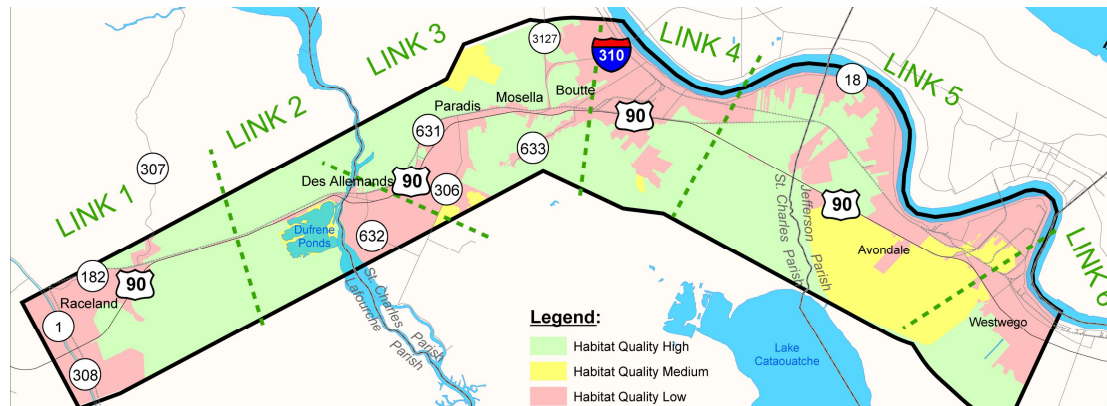 LINK 1
LINK 2
LINK 3
LINK 4
LINK 5
LINK 6
3127
310
18
90
Boutte
Mosella
Paradis
631
633
307
Des Allemands
90
306
632
Dufrene
Ponds
182
90
Raceland
1
308
St. Charles Parish
Lafourche Parish
St. Charles Parish
Jefferson Parish
90
Avondale
Westwego
Lake
Cataouatche
Legend:
Habitat Quality High
Habitat Quality Medium
Habitat Quality Low